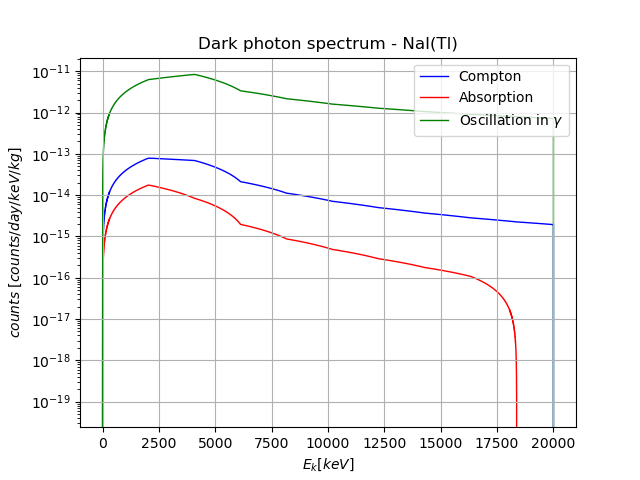 Dark photon spectrum - NaI(Tl)
counts [counts/day/keV/kg]
10⁻¹¹
10⁻¹²
10⁻¹³
10⁻¹⁴
10⁻¹⁵
10⁻¹⁶
10⁻¹⁷
10⁻¹⁸
10⁻¹⁹
Compton
Absorption
Oscillation in γ
0 2500 5000 7500 10000 12500 15000 17500 20000
Eₖ[keV]